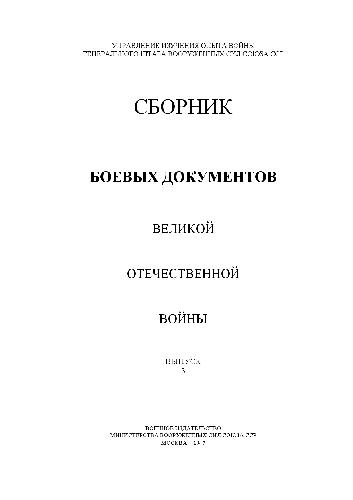 УПРАВЛЕНИЕ ИЗУЧЕНИЯ ОПЫТА ВОЙНЫ
ГЕНЕРАЛЬНОГО ШТАБА ВООРУЖЕННЫХ СИЛ СОЮЗА ССР
СБОРНИК
БОЕВЫХ ДОКУМЕНТОВ
ВЕЛИКОЙ
ОТЕЧЕСТВЕННОЙ
ВОЙНЫ
ВЫПУСК
ВОЕННОЕ ИЗДАТЕЛЬСТВО
МИНИСТЕРСТВА ВООРУЖЕННЫХ СИЛ СОЮЗА ССР
МОСКВА